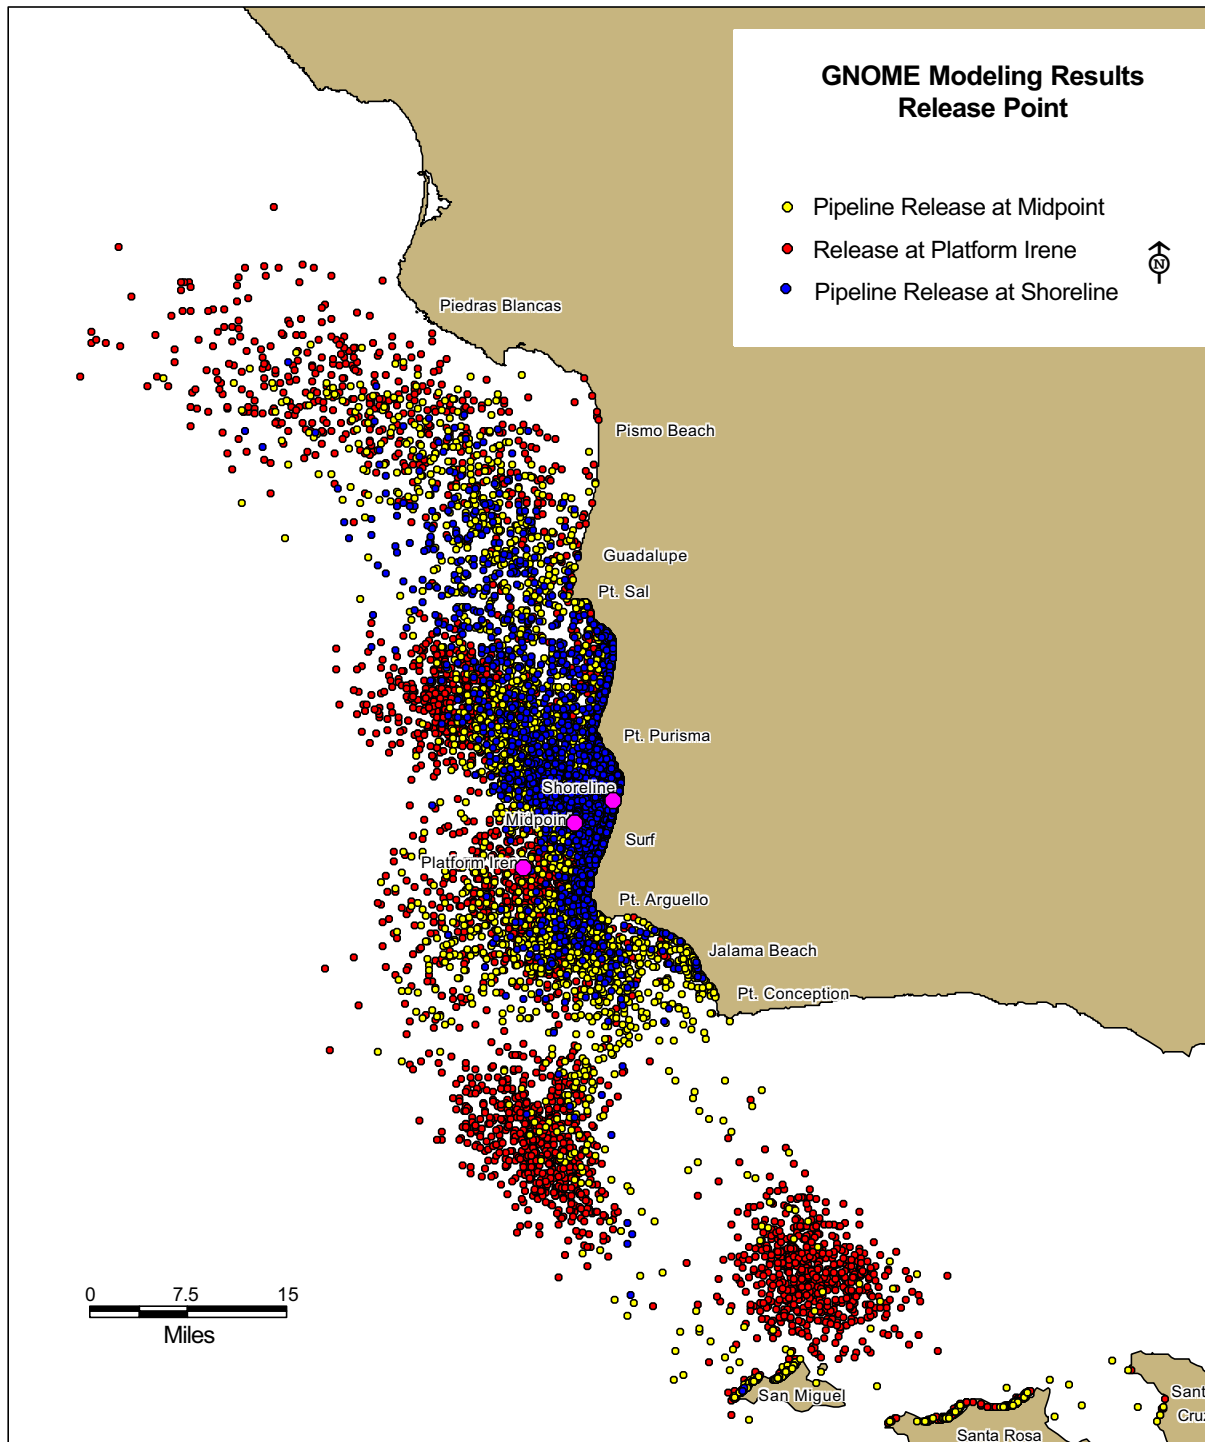 GNOME Modeling Results
Release Point
Pipeline Release at Midpoint
Release at Platform Irene
N
Pipeline Release at Shoreline
Piedras Blancas
Pismo Beach
Guadalupe
Pt. Sal
Pt. Purisma
Shoreline
Midpoint
Surf
Platform Iren
Pt. Arguello
Jalama Beach
Pt. Conception
0 7.5 15
Miles
San Miguel
Sant
Cruz
Santa Rosa